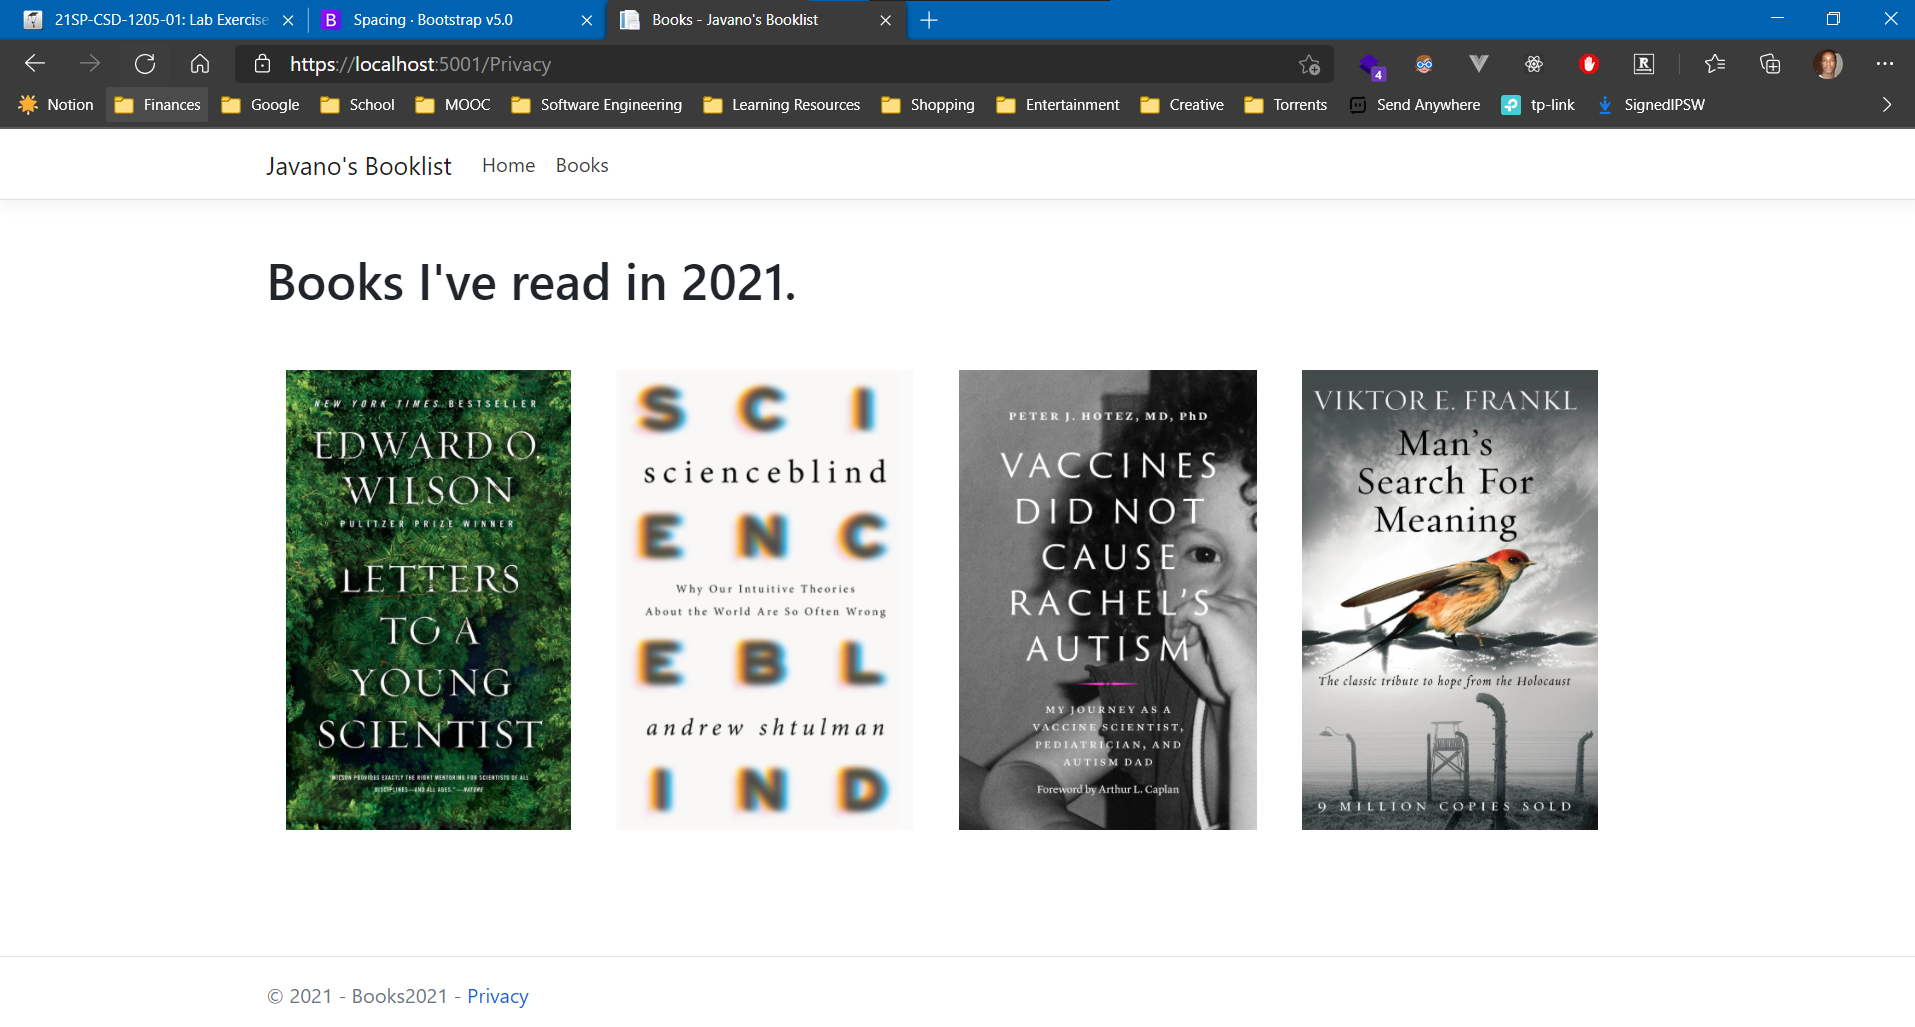 21SP-CSD-1205-01: Lab Exercise
B Spacing · Bootstrap v5.0
Books - Javano's Booklist
https://localhost:5001/Privacy
4
R
Notion
Finances
Google
School
MOOC
Software Engineering
Learning Resources
Shopping
Entertainment
Creative
Torrents
Send Anywhere
tp-link
SignedIPSW
Javano's Booklist
Home
Books
Books I've read in 2021.
NEW YORK TIMES BESTSELLER
EDWARD O.
WILSON
PULITZER PRIZE WINNER
LETTERS
TO A
YOUNG
SCIENTIST
WILSON PROVIDES EXACTLY THE RIGHT MENTORING FOR SCIENTISTS OF ALL
DISCIPLINES—AND ALL AGES." —NATURE
S C I
scienceblind
E N C
Why Our Intuitive Theories
About the World Are So Often Wrong
E B L
andrew shtulman
I N D
PETER J. HOTEZ, MD, PhD
VACCINES
DID NOT
CAUSE
RACHEL'S
AUTISM
MY JOURNEY AS A
VACCINE SCIENTIST,
PEDIATRICIAN, AND
AUTISM DAD
Foreword by Arthur L. Caplan
VIKTOR E. FRANKL
Man's
Search For
Meaning
The classic tribute to hope from the Holocaust
9 MILLION COPIES SOLD
© 2021 - Books2021 - Privacy